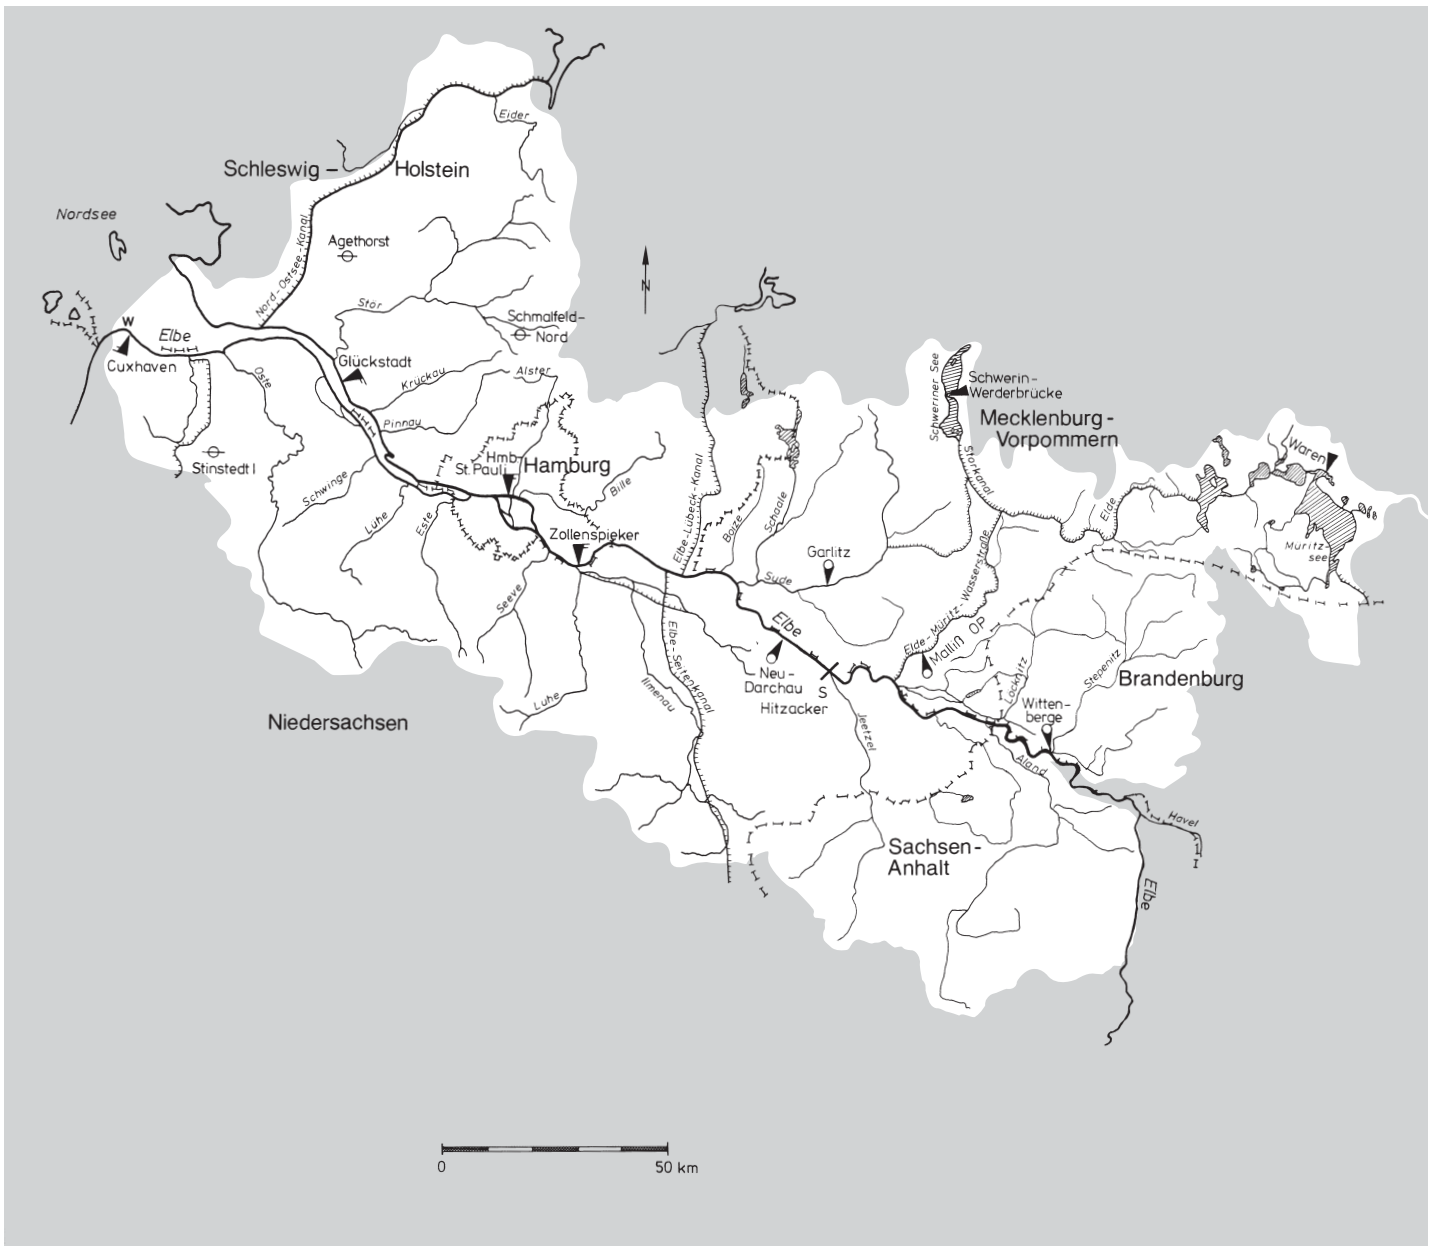 Eider
Schleswig – Holstein
Nordsee
Nord-Ostsee-Kanal
Agethorst
N
Stör
Schmalfeld-
Nord
W
Elbe
Cuxhaven
Glückstadt
Oste
Krückau
Alster
Pinnau
Schweriner See
Schwerin-
Werderbrücke
Mecklenburg-
Vorpommern
Stinstedt I
Hmb-
St. Pauli
Hamburg
Waren
Schwinge
Lühe
Este
Bille
Elbe-Lübeck-Kanal
Boize
Schaale
Störkanal
Elde
Müritz-
see
Zollenspieker
Garlitz
Sude
Seeve
Elbe
Elde-Müritz-Wasserstraße
Malliß OP
Elbe-Seitenkanal
Ilmenau
Luhe
Neu-
Darchau
S
Hitzacker
Löcknitz
Stepenitz
Brandenburg
Witten-
berge
Niedersachsen
Jeetzel
Aland
Havel
Sachsen-
Anhalt
Elbe
0
50 km